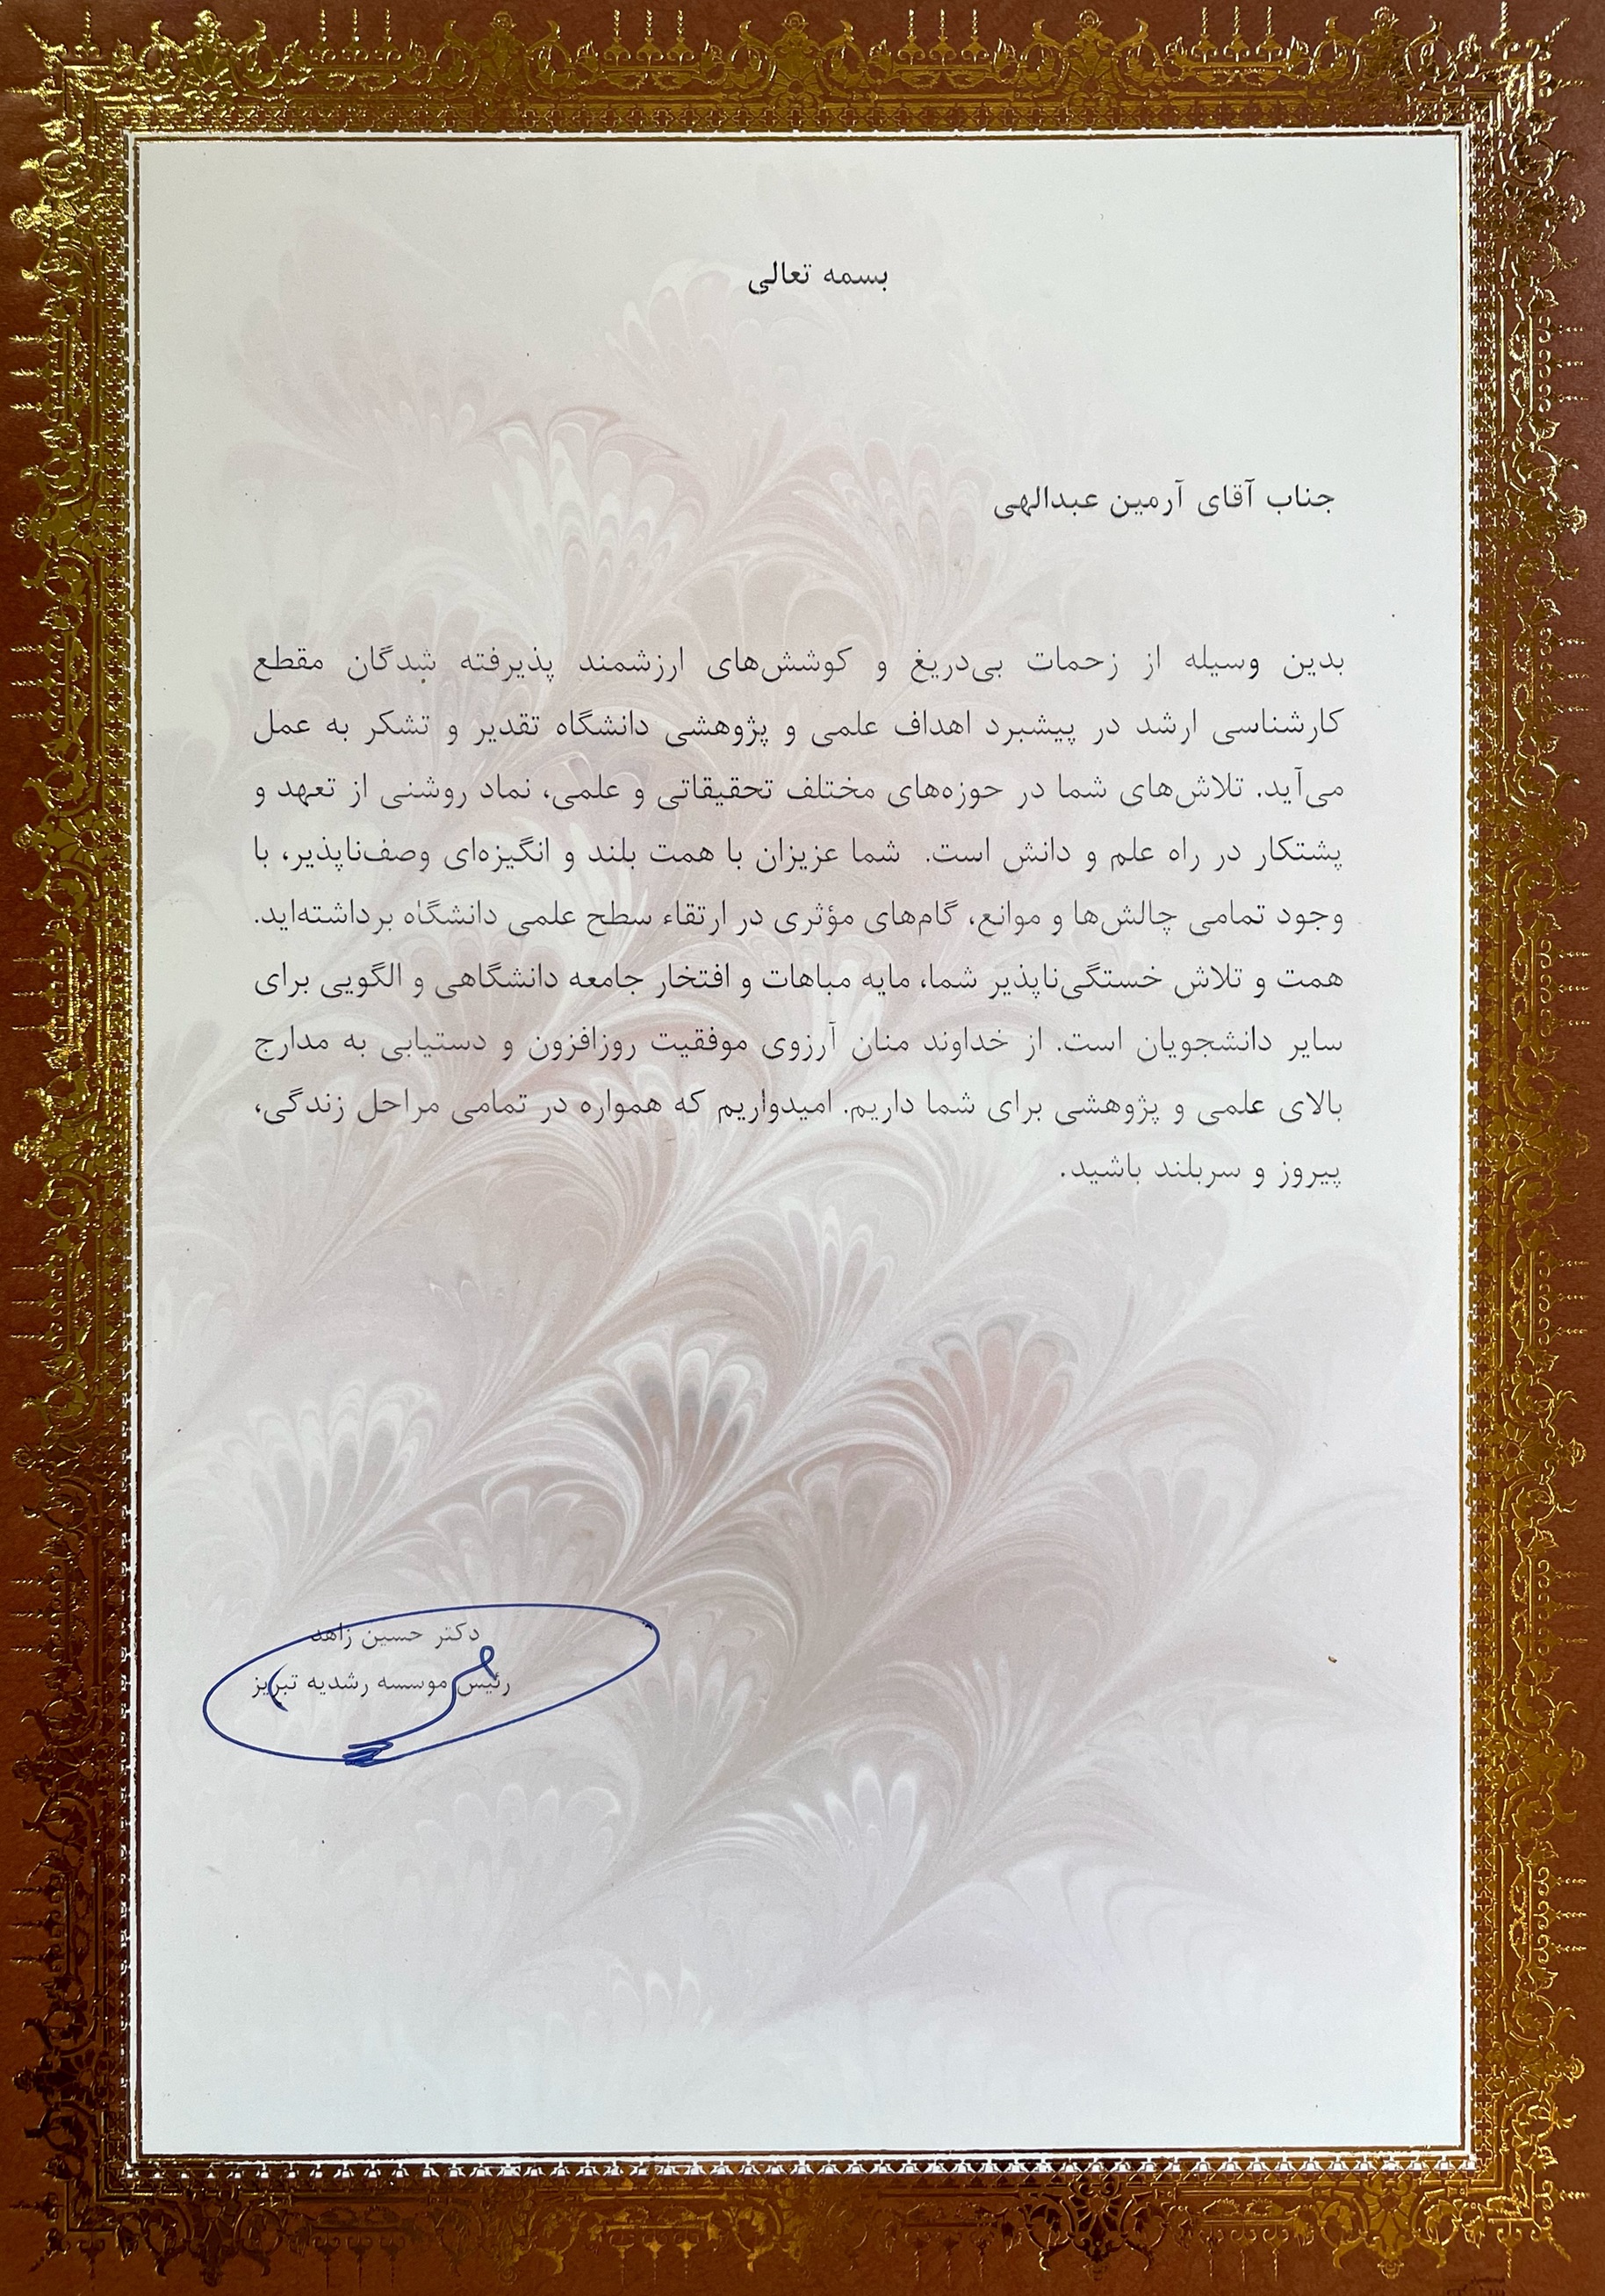 بسمه تعالی
جناب آقای آرمین عبدالهی
بدین وسیله از زحمات بی‌دریغ و کوشش‌های ارزشمند پذیرفته شدگان مقطع
کارشناسی ارشد در پیشبرد اهداف علمی و پژوهشی دانشگاه تقدیر و تشکر به عمل
می‌آید. تلاش‌های شما در حوزه‌های مختلف تحقیقاتی و علمی، نماد روشنی از تعهد و
پشتکار در راه علم و دانش است. شما عزیزان با همت بلند و انگیزه‌ای وصف‌ناپذیر، با
وجود تمامی چالش‌ها و موانع، گام‌های مؤثری در ارتقاء سطح علمی دانشگاه برداشته‌اید.
همت و تلاش خستگی‌ناپذیر شما، مایه مباهات و افتخار جامعه دانشگاهی و الگویی برای
سایر دانشجویان است. از خداوند منان آرزوی موفقیت روزافزون و دستیابی به مدارج
بالای علمی و پژوهشی برای شما داریم. امیدواریم که همواره در تمامی مراحل زندگی،
پیروز و سربلند باشید.
دکتر حسین زاهد
رئیس موسسه رشدیه تبریز